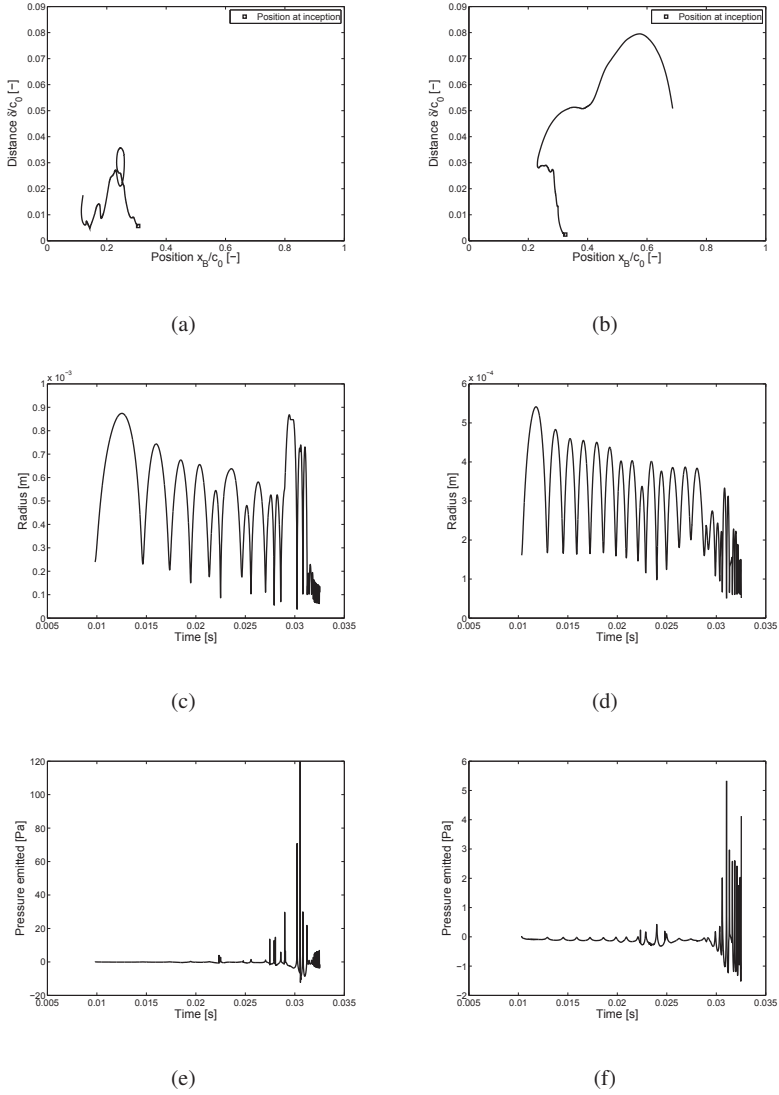 0.09
0.08
0.07
0.06
0.05
0.04
0.03
0.02
0.01
0
Distance δ/c0 [−]
Position at inception
0 0.2 0.4 0.6 0.8 1
Position xB/c0 [−]
(a)
0.09
0.08
0.07
0.06
0.05
0.04
0.03
0.02
0.01
0
Distance δ/c0 [−]
Position at inception
0 0.2 0.4 0.6 0.8 1
Position xB/c0 [−]
(b)
x 10−3
1
0.9
0.8
0.7
0.6
0.5
0.4
0.3
0.2
0.1
0
Radius [m]
0.005 0.01 0.015 0.02 0.025 0.03 0.035
Time [s]
(c)
x 10−4
6
5
4
3
2
1
0
Radius [m]
0.005 0.01 0.015 0.02 0.025 0.03 0.035
Time [s]
(d)
120
100
80
60
40
20
0
−20
Pressure emitted [Pa]
0.005 0.01 0.015 0.02 0.025 0.03 0.035
Time [s]
(e)
6
5
4
3
2
1
0
−1
−2
Pressure emitted [Pa]
0.005 0.01 0.015 0.02 0.025 0.03 0.035
Time [s]
(f)